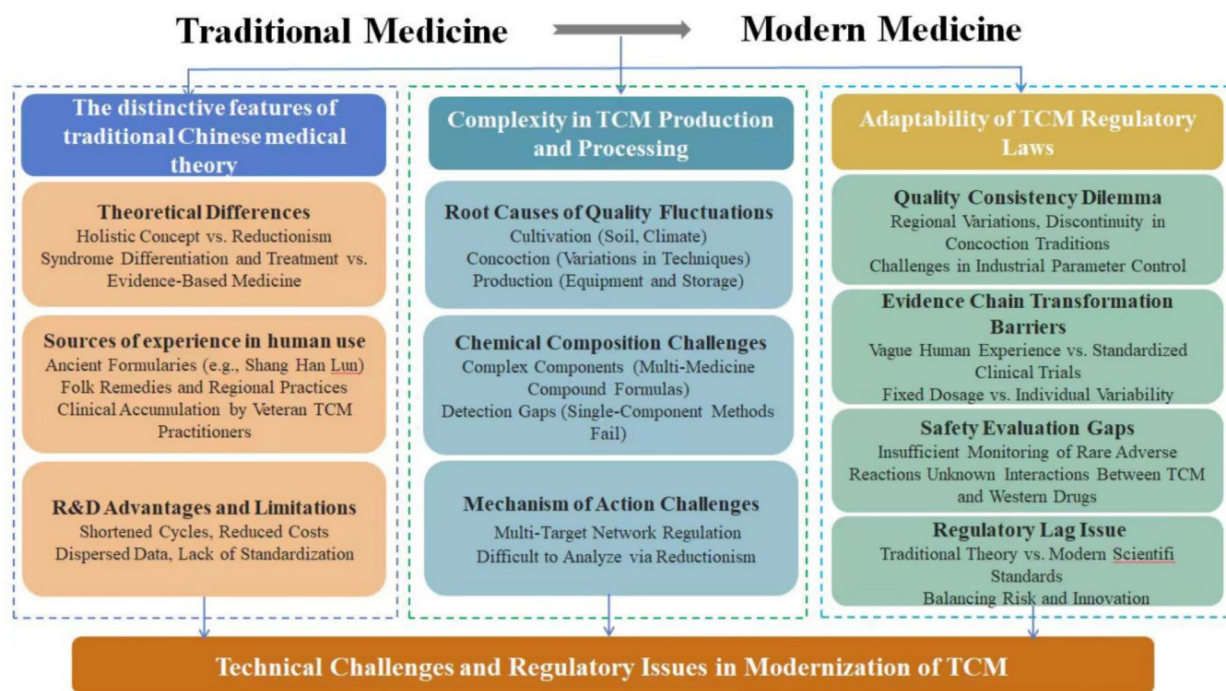 Traditional Medicine
Modern Medicine
The distinctive features of
traditional Chinese medical
theory
Theoretical Differences
Holistic Concept vs. Reductionism
Syndrome Differentiation and Treatment vs.
Evidence-Based Medicine
Sources of experience in human use
Ancient Formularies (e.g., Shang Han Lun)
Folk Remedies and Regional Practices
Clinical Accumulation by Veteran TCM
Practitioners
R&D Advantages and Limitations
Shortened Cycles, Reduced Costs
Dispersed Data, Lack of Standardization
Complexity in TCM Production
and Processing
Root Causes of Quality Fluctuations
Cultivation (Soil, Climate)
Concoction (Variations in Techniques)
Production (Equipment and Storage)
Chemical Composition Challenges
Complex Components (Multi-Medicine
Compound Formulas)
Detection Gaps (Single-Component Methods
Fail)
Mechanism of Action Challenges
Multi-Target Network Regulation
Difficult to Analyze via Reductionism
Adaptability of TCM Regulatory
Laws
Quality Consistency Dilemma
Regional Variations, Discontinuity in
Concoction Traditions
Challenges in Industrial Parameter Control
Evidence Chain Transformation
Barriers
Vague Human Experience vs. Standardized
Clinical Trials
Fixed Dosage vs. Individual Variability
Safety Evaluation Gaps
Insufficient Monitoring of Rare Adverse
Reactions Unknown Interactions Between TCM
and Western Drugs
Regulatory Lag Issue
Traditional Theory vs. Modern Scientifi
Standards
Balancing Risk and Innovation
Technical Challenges and Regulatory Issues in Modernization of TCM